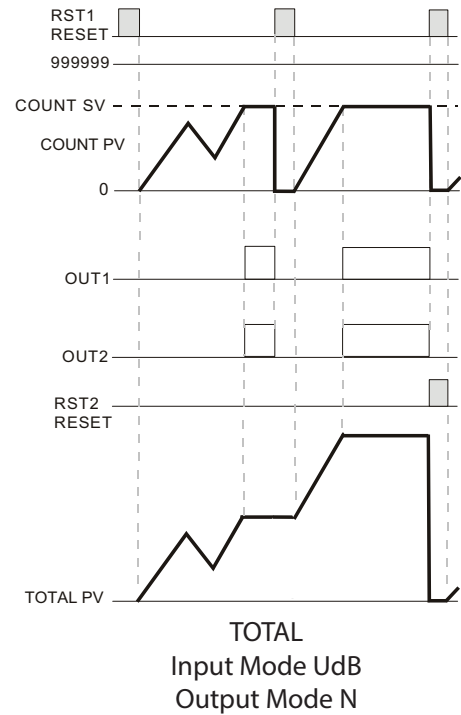 RST1
RESET
999999
COUNT SV
COUNT PV
0
OUT1
OUT2
RST2
RESET
TOTAL PV
TOTAL
Input Mode UdB
Output Mode N